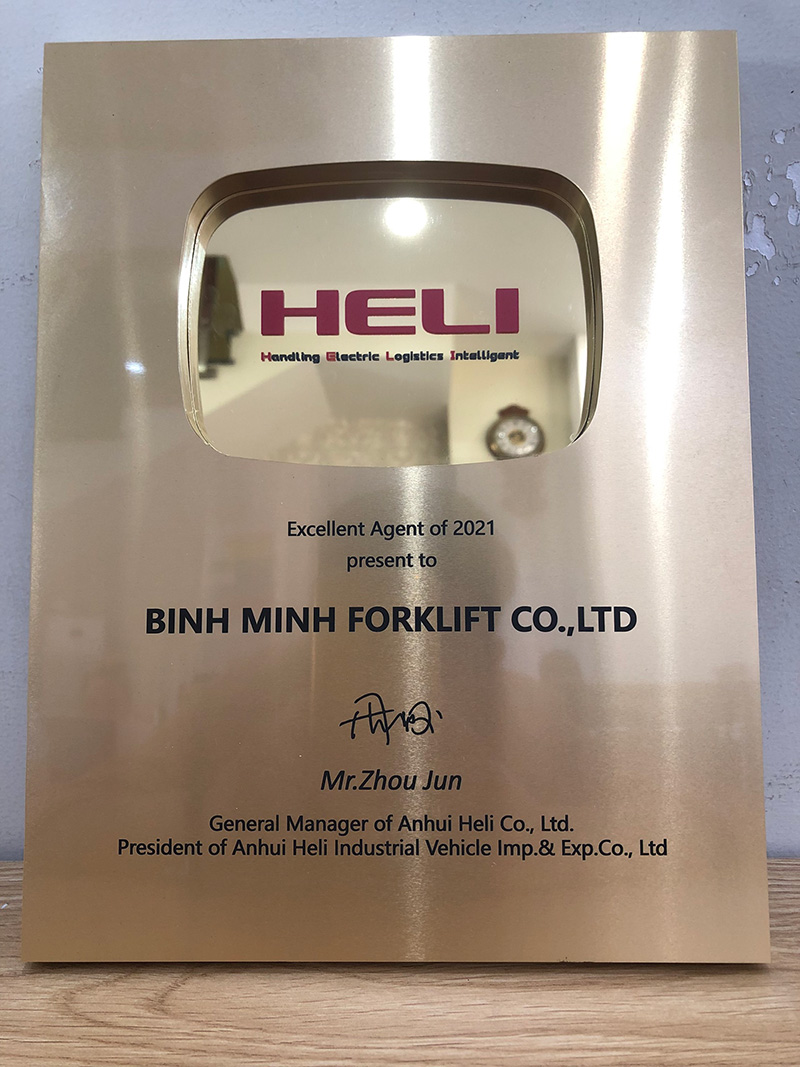 HELI
Handling Electric Logistics Intelligent
Excellent Agent of 2021
present to
BINH MINH FORKLIFT CO.,LTD
Mr.Zhou Jun
General Manager of Anhui Heli Co., Ltd.
President of Anhui Heli Industrial Vehicle Imp.& Exp.Co., Ltd